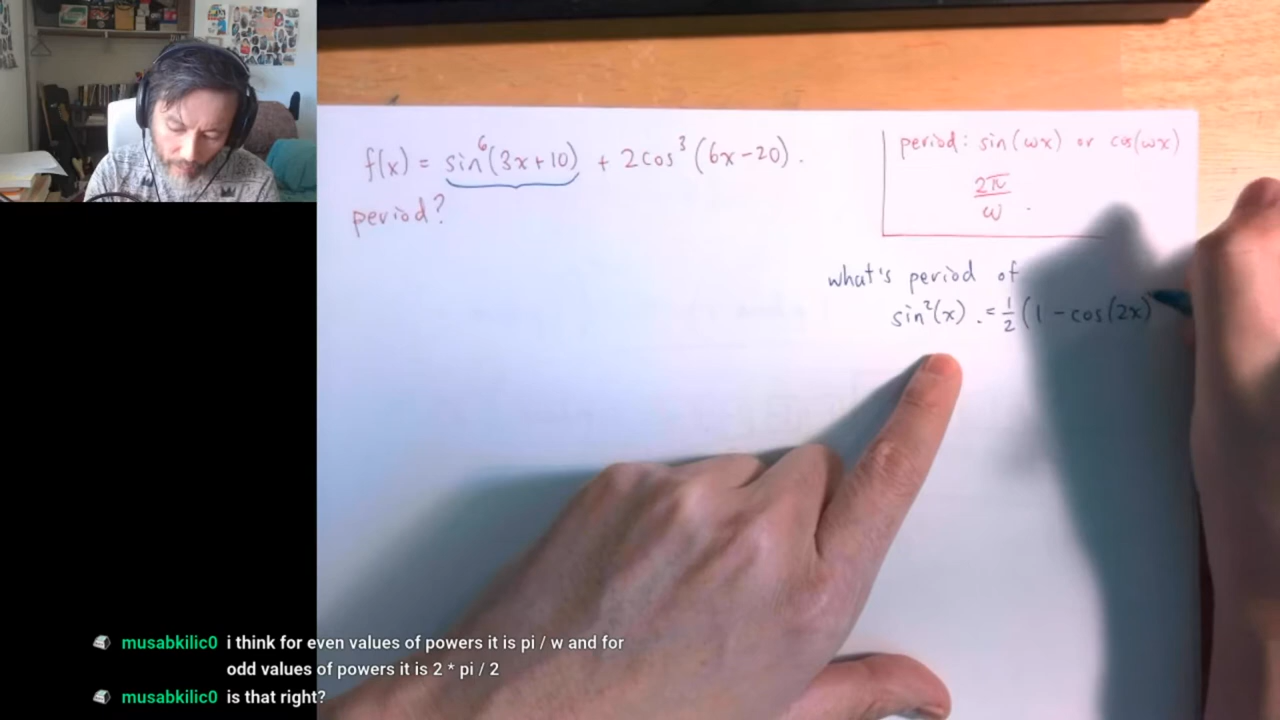 f(x) = sin⁶(3x+10) + 2cos³(6x-20).
period?
period: sin(ωx) or cos(ωx)
2π/ω.
what's period of
sin²(x). = 1/2 (1 - cos(2x)
musabkilic0 i think for even values of powers it is pi / w and for
odd values of powers it is 2 * pi / 2
musabkilic0 is that right?